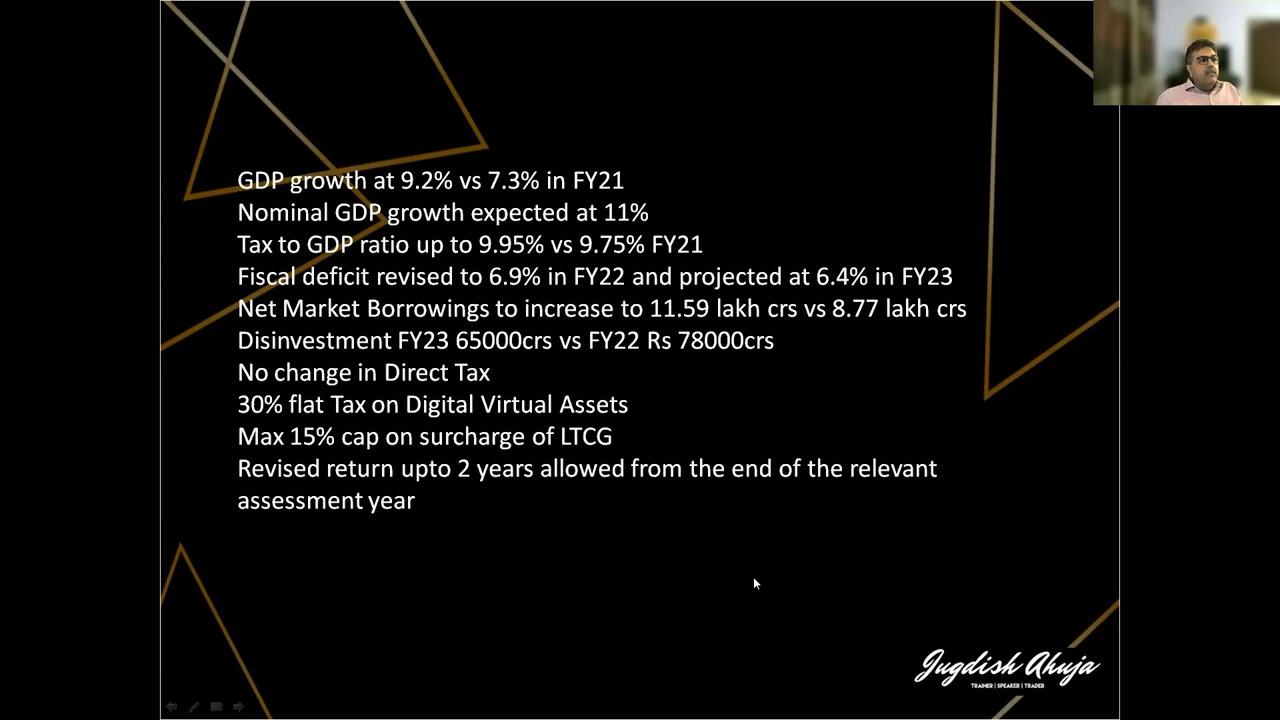 GDP growth at 9.2% vs 7.3% in FY21
Nominal GDP growth expected at 11%
Tax to GDP ratio up to 9.95% vs 9.75% FY21
Fiscal deficit revised to 6.9% in FY22 and projected at 6.4% in FY23
Net Market Borrowings to increase to 11.59 lakh crs vs 8.77 lakh crs
Disinvestment FY23 65000crs vs FY22 Rs 78000crs
No change in Direct Tax
30% flat Tax on Digital Virtual Assets
Max 15% cap on surcharge of LTCG
Revised return upto 2 years allowed from the end of the relevant
assessment year
Jugdish Ahuja
TRAINER | SPEAKER | TRADER